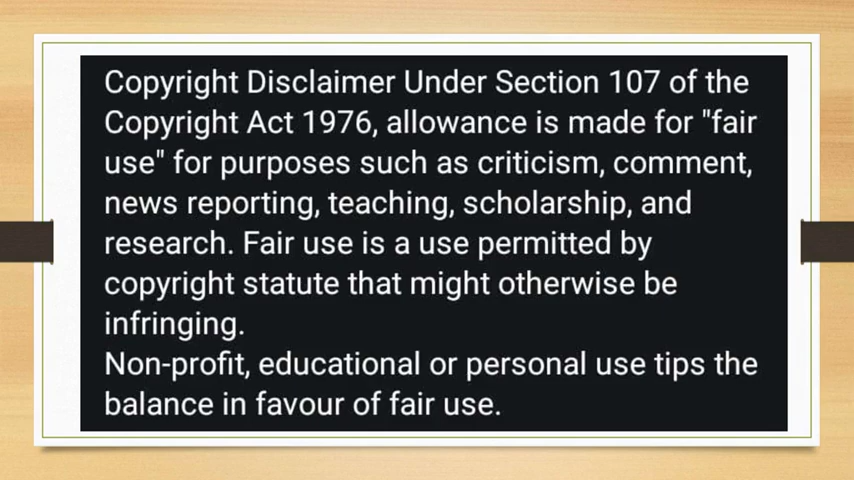 Copyright Disclaimer Under Section 107 of the
Copyright Act 1976, allowance is made for "fair
use" for purposes such as criticism, comment,
news reporting, teaching, scholarship, and
research. Fair use is a use permitted by
copyright statute that might otherwise be
infringing.
Non-profit, educational or personal use tips the
balance in favour of fair use.